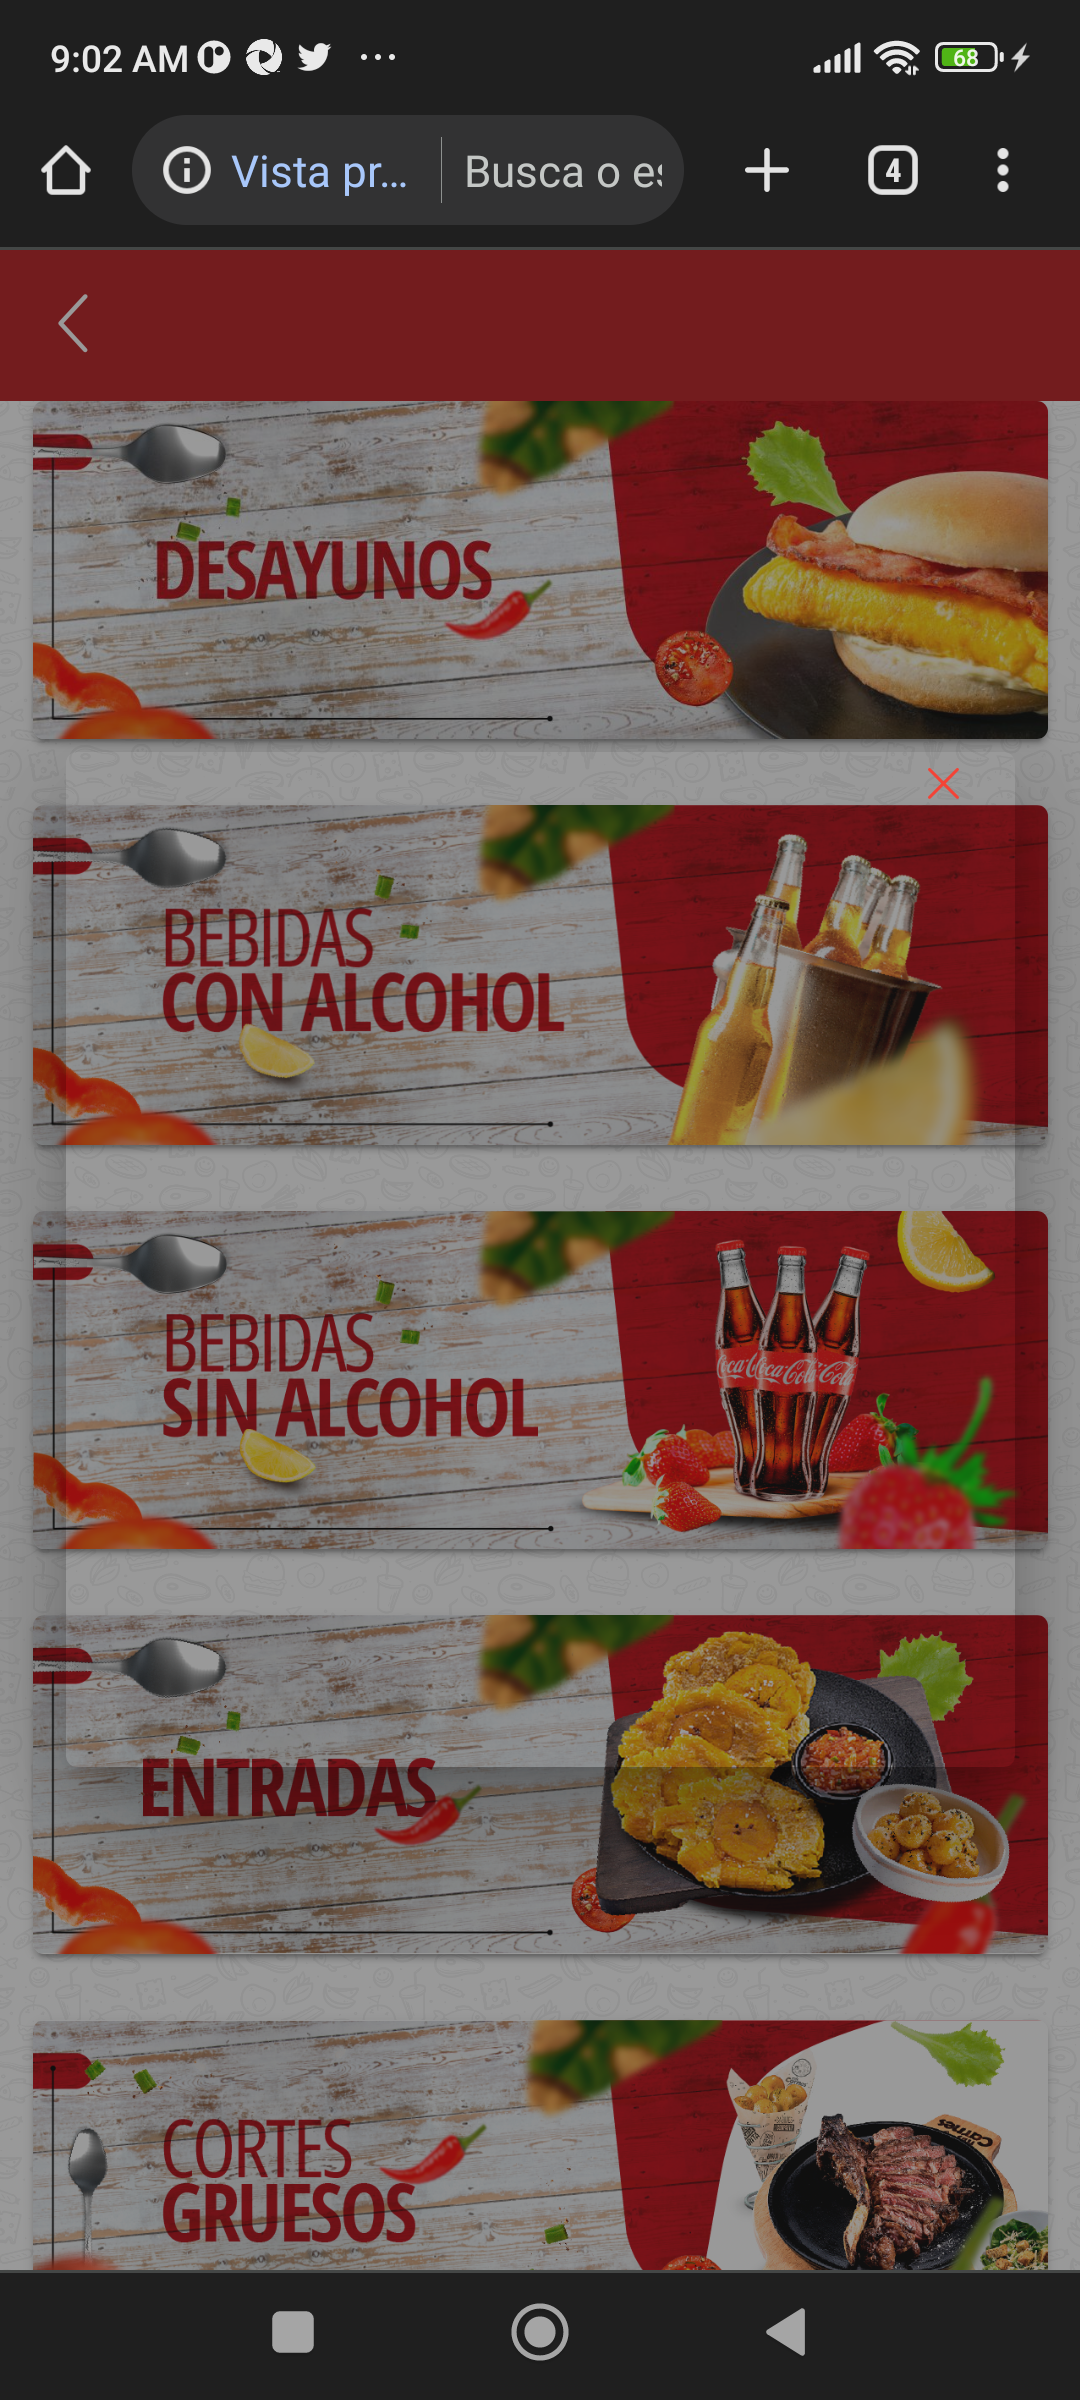 9:02 AM
68
Vista pr...
Busca o es
4
DESAYUNOS
BEBIDAS
CON ALCOHOL
BEBIDAS
SIN ALCOHOL
Coca-Cola
ENTRADAS
CORTES
GRUESOS
Carnes